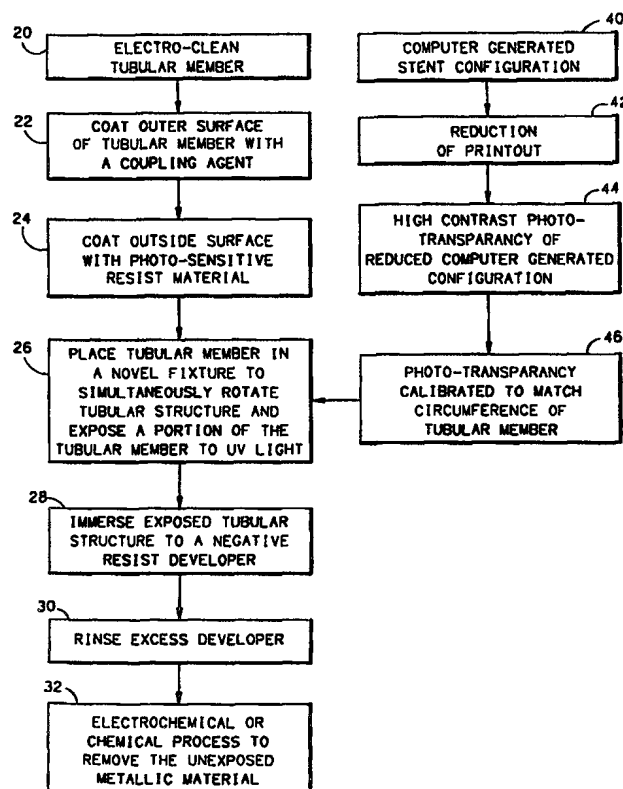 20
ELECTRO-CLEAN
TUBULAR MEMBER
22
COAT OUTER SURFACE
OF TUBULAR MEMBER WITH
A COUPLING AGENT
24
COAT OUTSIDE SURFACE
WITH PHOTO-SENSITIVE
RESIST MATERIAL
26
PLACE TUBULAR MEMBER IN
A NOVEL FIXTURE TO
SIMULTANEOUSLY ROTATE
TUBULAR STRUCTURE AND
EXPOSE A PORTION OF THE
TUBULAR MEMBER TO UV LIGHT
28
IMMERSE EXPOSED TUBULAR
STRUCTURE TO A NEGATIVE
RESIST DEVELOPER
30
RINSE EXCESS DEVELOPER
32
ELECTROCHEMICAL OR
CHEMICAL PROCESS TO
REMOVE THE UNEXPOSED
METALLIC MATERIAL
40
COMPUTER GENERATED
STENT CONFIGURATION
42
REDUCTION
OF PRINTOUT
44
HIGH CONTRAST PHOTO-
TRANSPARANCY OF
REDUCED COMPUTER GENERATED
CONFIGURATION
46
PHOTO-TRANSPARANCY
CALIBRATED TO MATCH
CIRCUMFERENCE OF
TUBULAR MEMBER